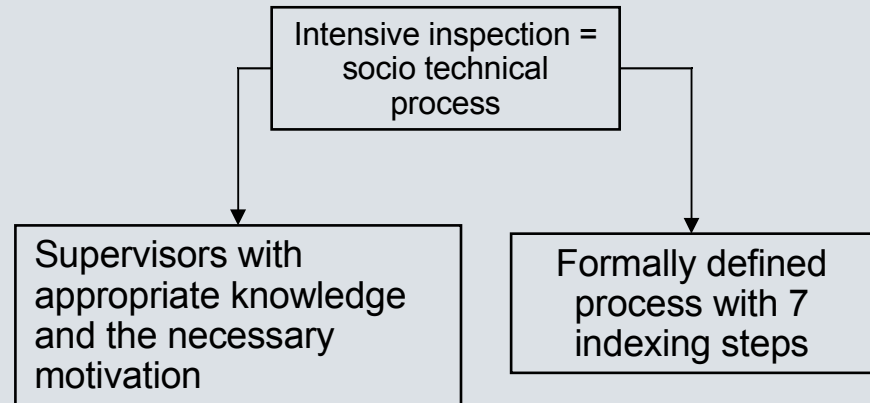 Intensive inspection =
socio technical
process
Supervisors with
appropriate knowledge
and the necessary
motivation
Formally defined
process with 7
indexing steps